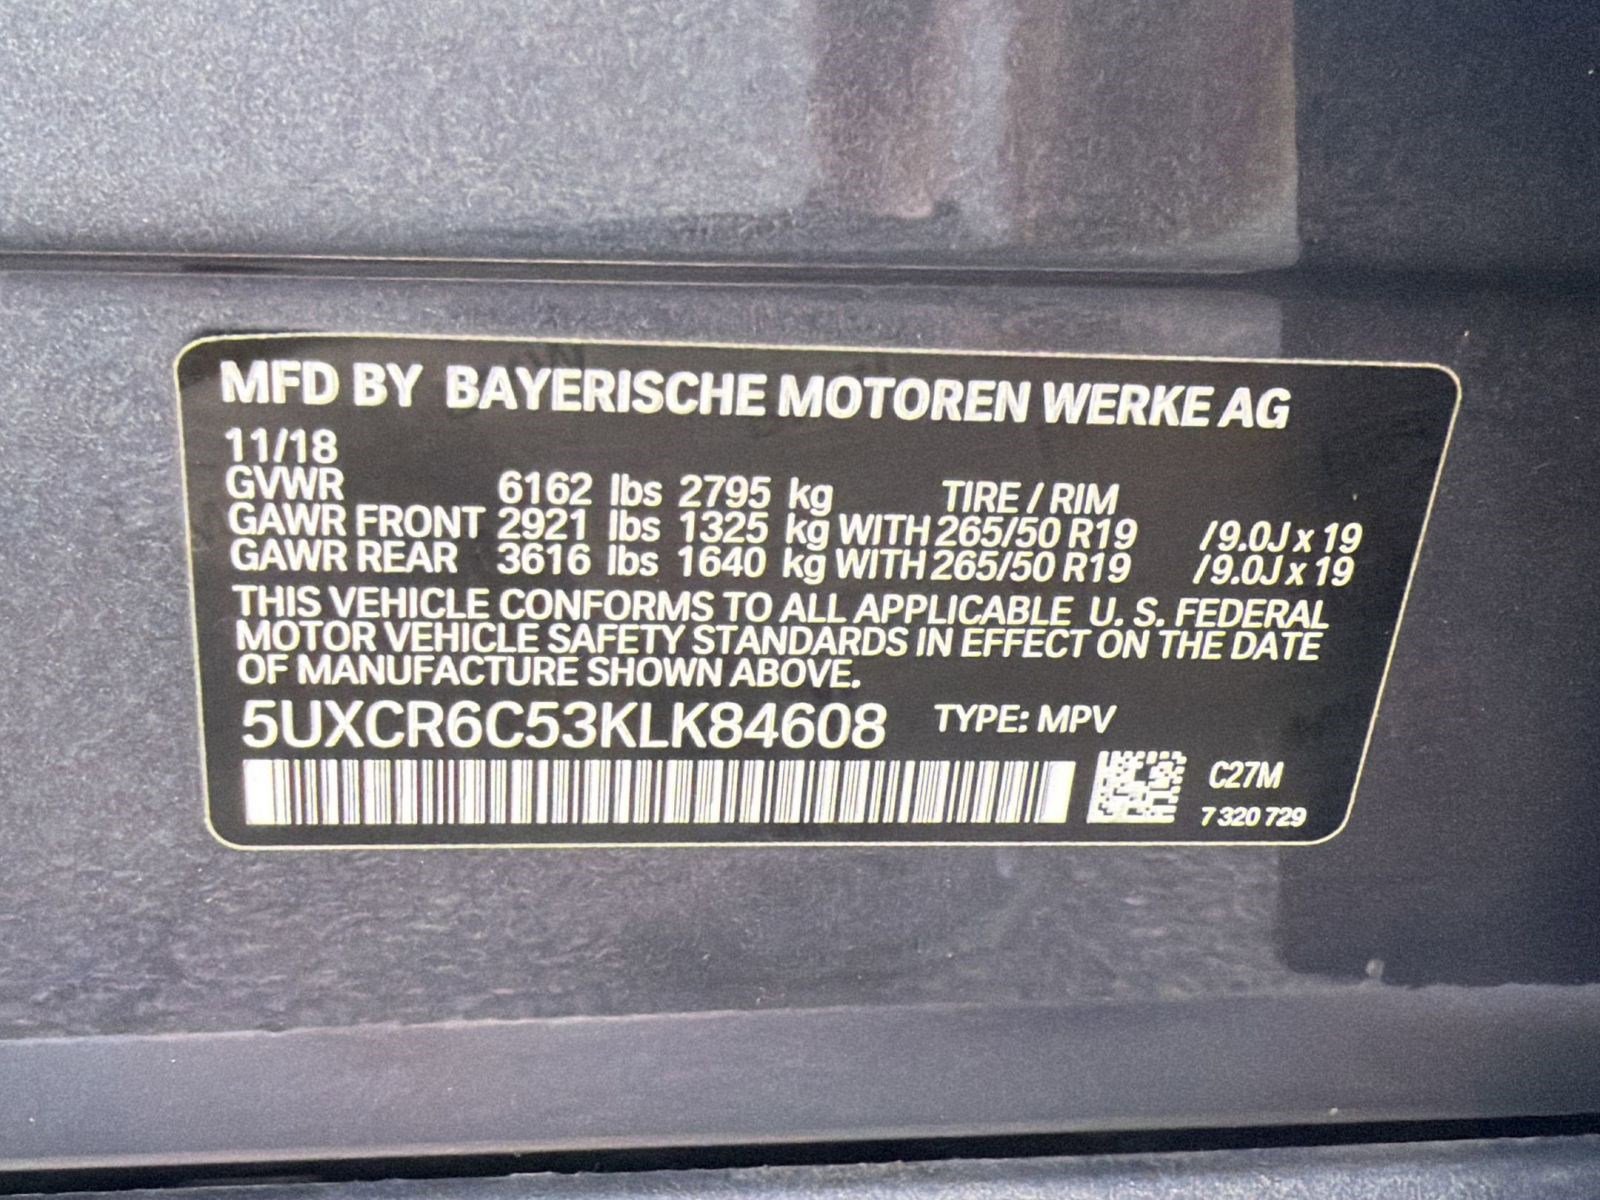 MFD BY BAYERISCHE MOTOREN WERKE AG
11/18
GVWR 6162 lbs 2795 kg TIRE / RIM
GAWR FRONT 2921 lbs 1325 kg WITH 265/50 R19 /9.0J x 19
GAWR REAR 3616 lbs 1640 kg WITH 265/50 R19 /9.0J x 19
THIS VEHICLE CONFORMS TO ALL APPLICABLE U. S. FEDERAL
MOTOR VEHICLE SAFETY STANDARDS IN EFFECT ON THE DATE
OF MANUFACTURE SHOWN ABOVE.
5UXCR6C53KLK84608 TYPE: MPV
C27M
7 320 729